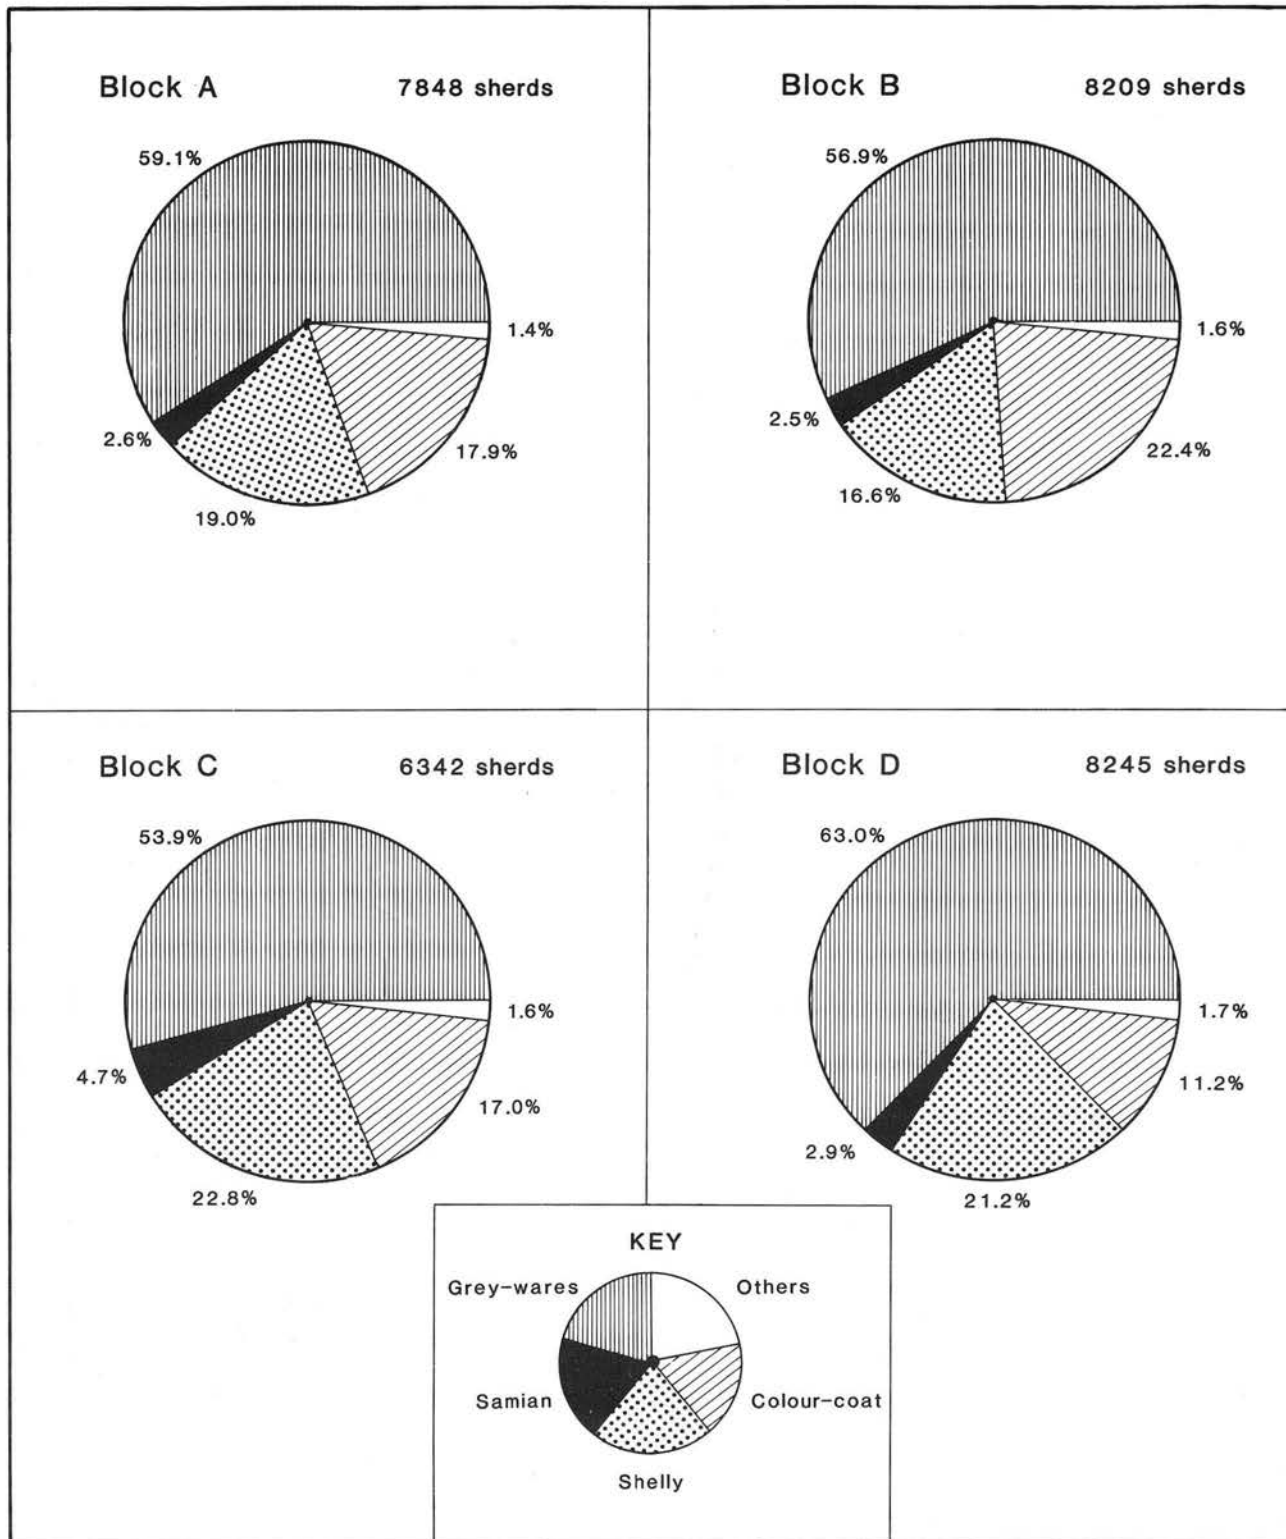 Block A 7848 sherds
59.1%
1.4%
2.6%
17.9%
19.0%
Block B 8209 sherds
56.9%
1.6%
2.5%
22.4%
16.6%
Block C 6342 sherds
53.9%
1.6%
4.7%
17.0%
22.8%
Block D 8245 sherds
63.0%
1.7%
11.2%
2.9%
21.2%
KEY
Grey-wares Others
Samian Colour-coat
Shelly